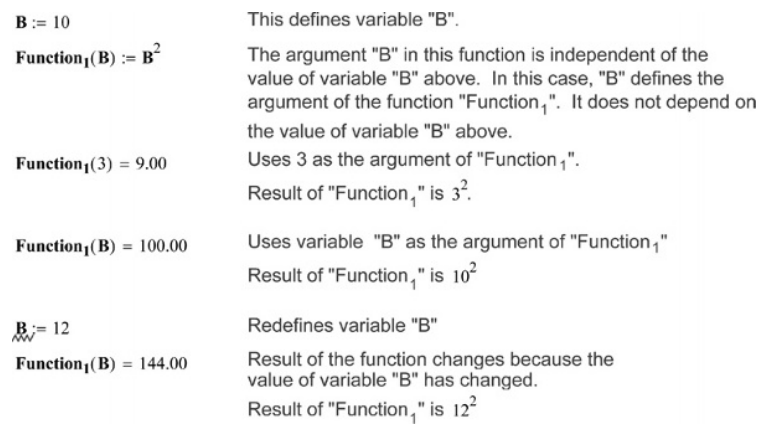 B := 10 This defines variable "B".
Function₁(B) := B² The argument "B" in this function is independent of the
value of variable "B" above. In this case, "B" defines the
argument of the function "Function₁". It does not depend on
the value of variable "B" above.
Function₁(3) = 9.00 Uses 3 as the argument of "Function₁".
Result of "Function₁" is 3².
Function₁(B) = 100.00 Uses variable "B" as the argument of "Function₁"
Result of "Function₁" is 10²
B := 12 Redefines variable "B"
Function₁(B) = 144.00 Result of the function changes because the
value of variable "B" has changed.
Result of "Function₁" is 12²